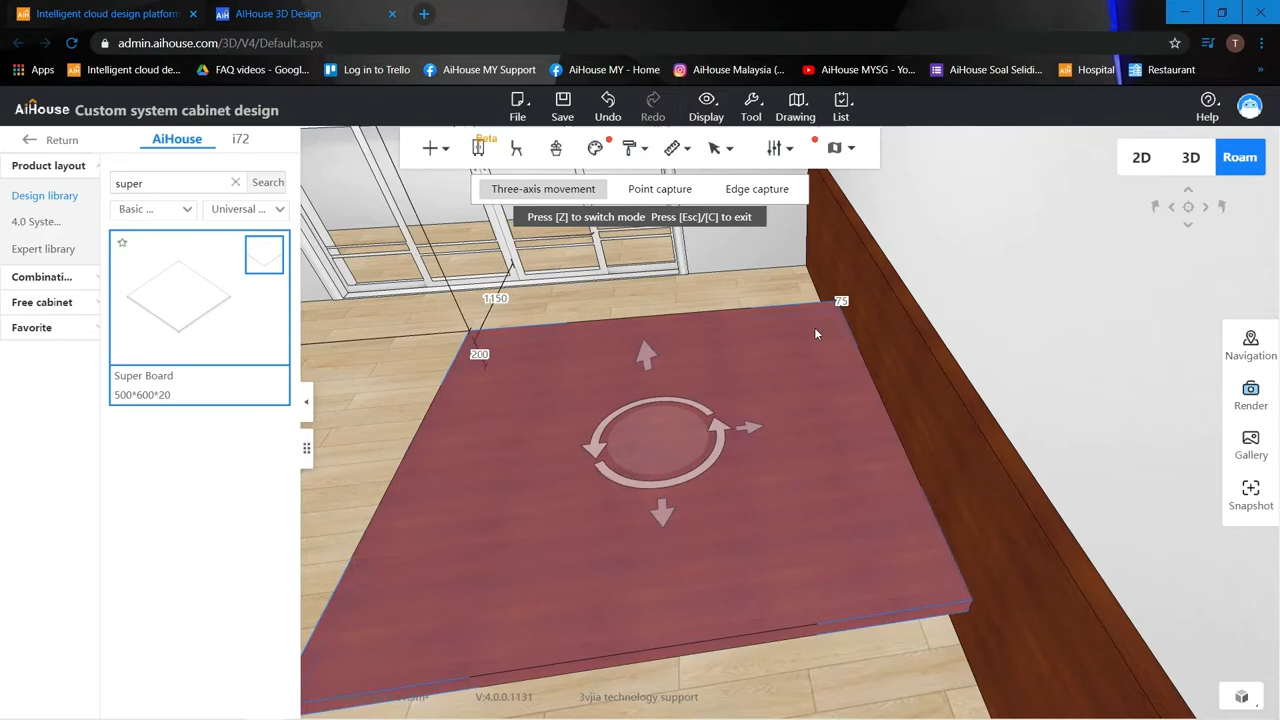 Intelligent cloud design platform
AIHouse 3D Design
admin.aihouse.com/3D/V4/Default.aspx
T
Apps
Intelligent cloud de...
FAQ videos - Googl...
Log in to Trello
AiHouse MY Support
AiHouse MY - Home
AiHouse Malaysia (...
AiHouse MYSG - Yo...
AiHouse Soal Selidi...
Hospital
Restaurant
»
AiHOUSE Custom system cabinet design
File
Save
Undo
Redo
Display
Tool
Drawing
List
Help
Return
AiHouse
i72
Beta
2D
3D
Roam
Product layout
super
Search
Three-axis movement
Point capture
Edge capture
Design library
Basic ...
Universal ...
Press [Z] to switch mode Press [Esc]/[C] to exit
4.0 Syste...
Expert library
Combinati...
Free cabinet
Favorite
1150
75
200
Super Board
500*600*20
Navigation
Render
Gallery
Snapshot
V:4.0.0.1131
3vjia technology support